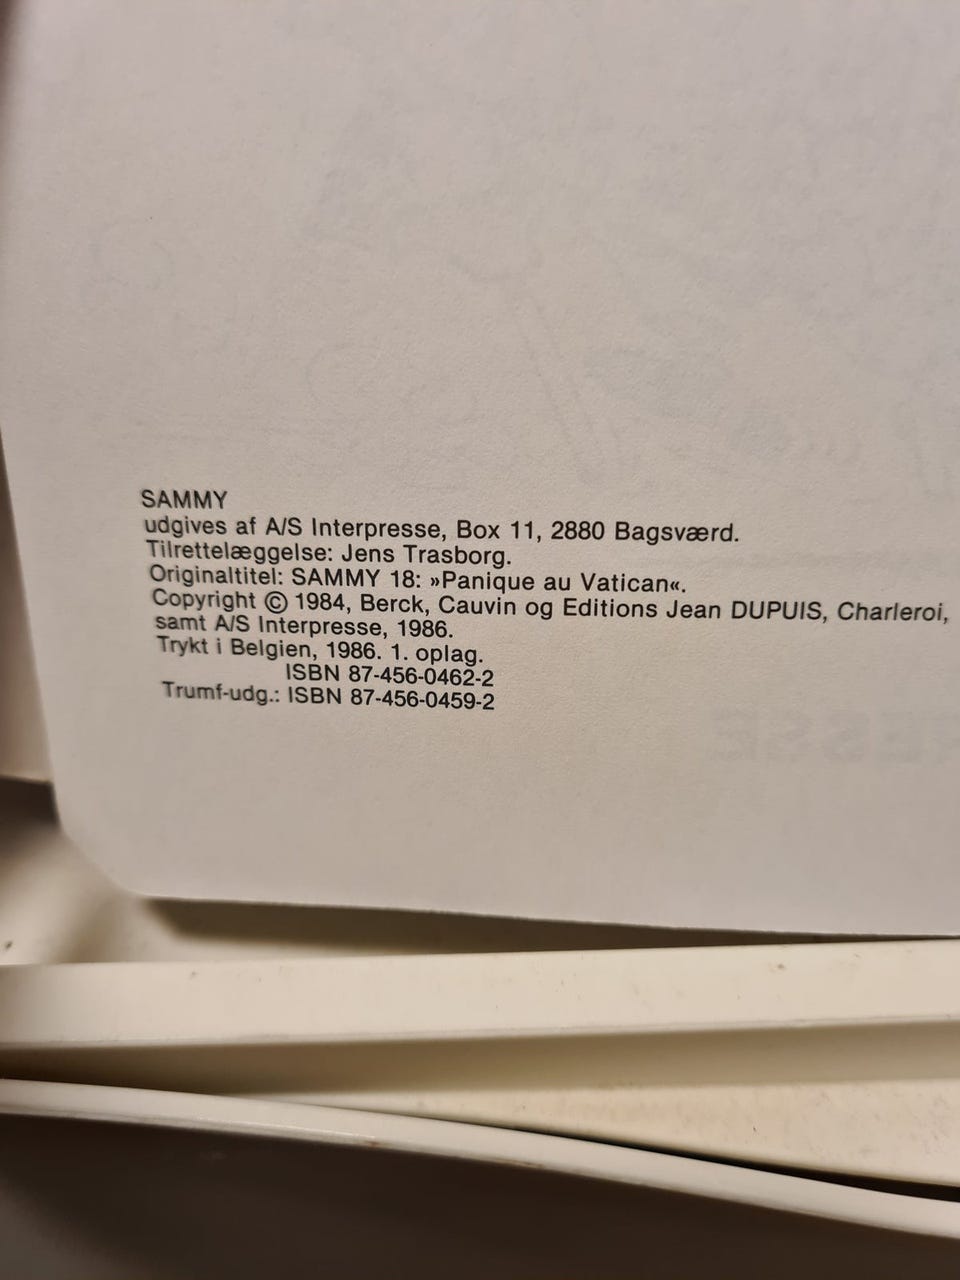 SAMMY
udgives af A/S Interpresse, Box 11, 2880 Bagsværd.
Tilrettelæggelse: Jens Trasborg.
Originaltitel: SAMMY 18: »Panique au Vatican«.
Copyright © 1984, Berck, Cauvin og Editions Jean DUPUIS, Charleroi,
samt A/S Interpresse, 1986.
Trykt i Belgien, 1986. 1. oplag.
ISBN 87-456-0462-2
Trumf-udg.: ISBN 87-456-0459-2